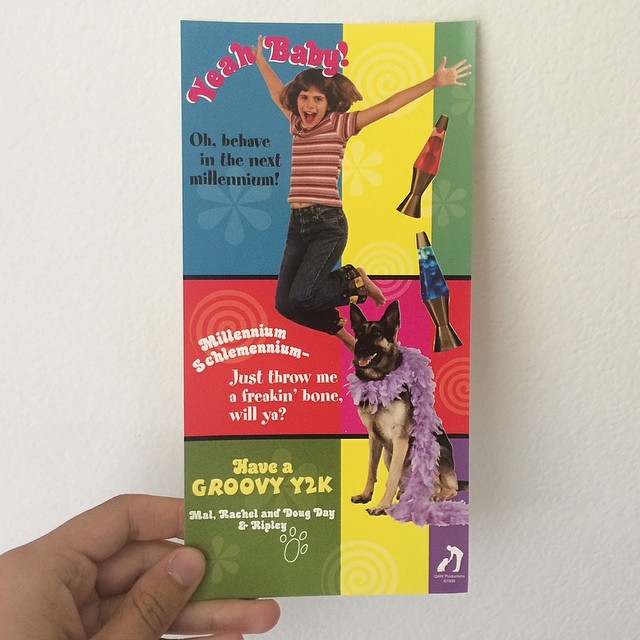 Yeah Baby!
Oh, behave
in the next
millennium!
Millennium
Schlemennium-
Just throw me
a freakin' bone,
will ya?
Have a
GROOVY Y2K
Mal, Rachel and Doug Day
& Ripley